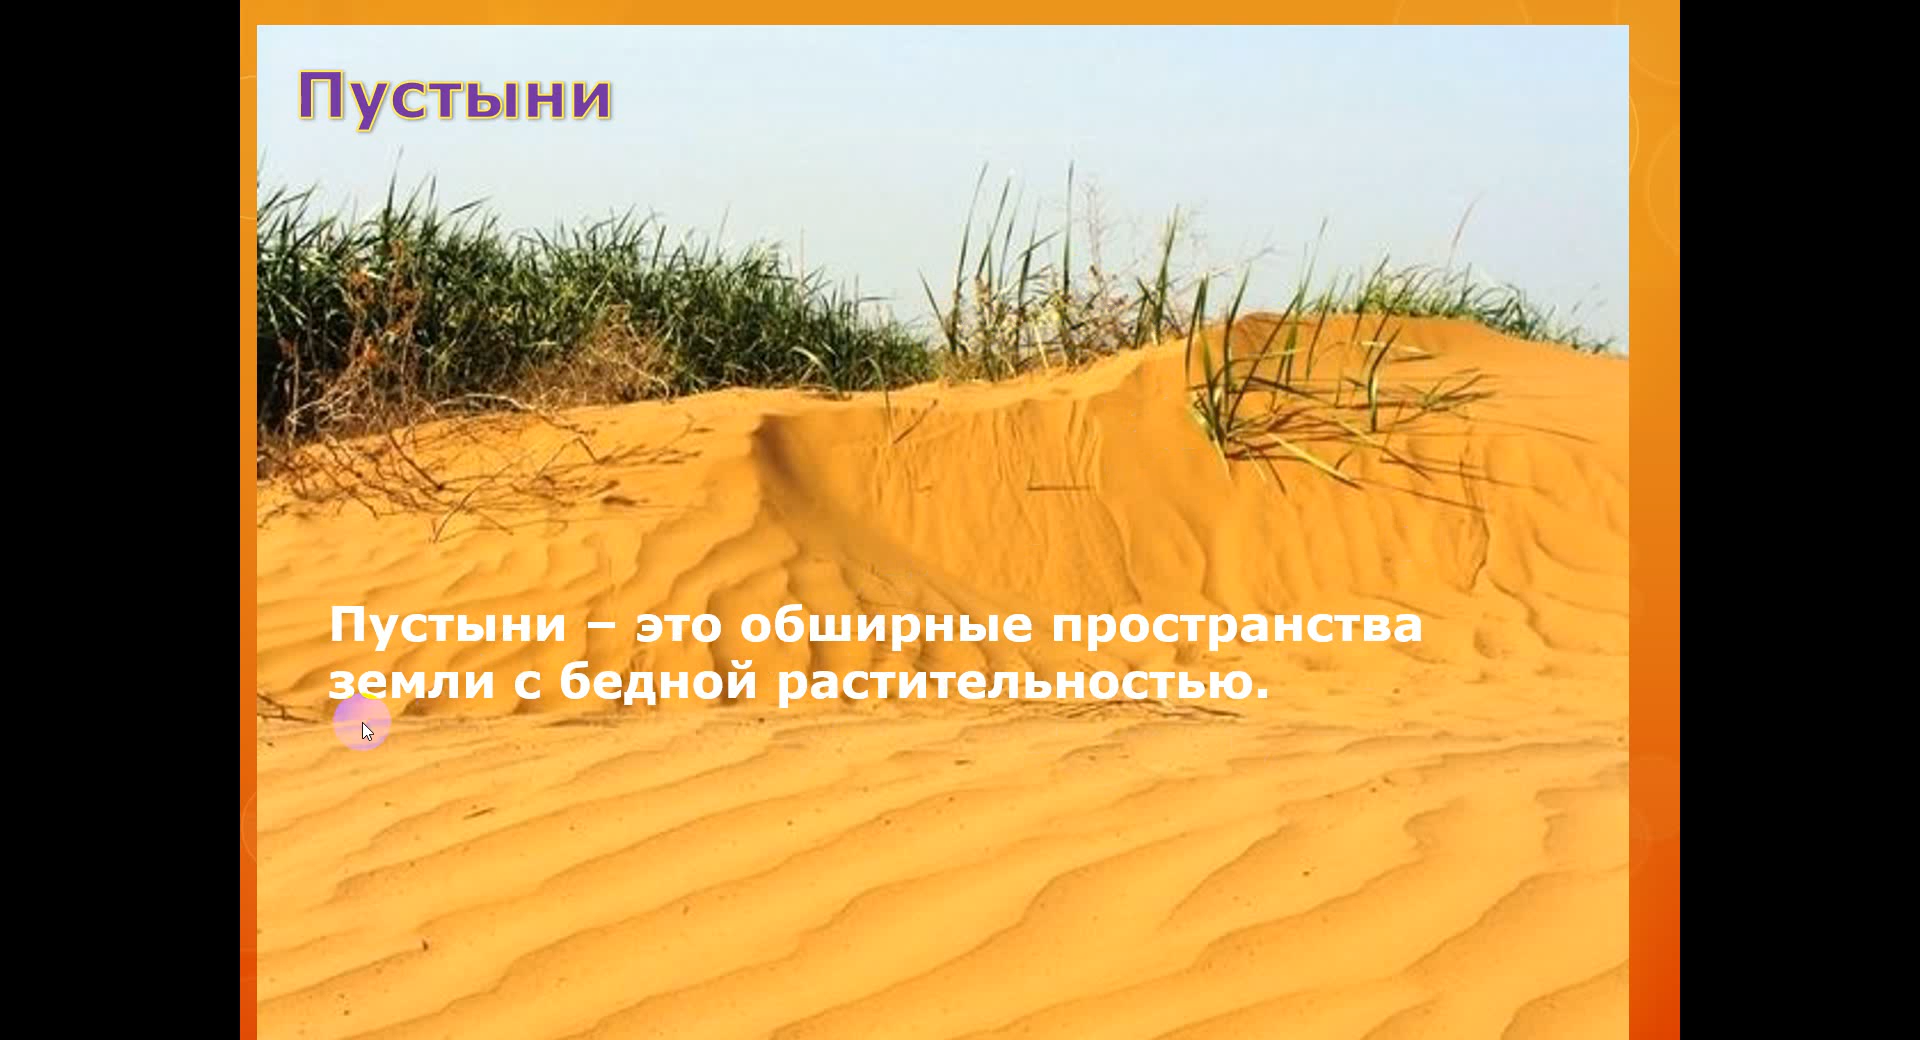 Пустыни
Пустыни – это обширные пространства
земли с бедной растительностью.